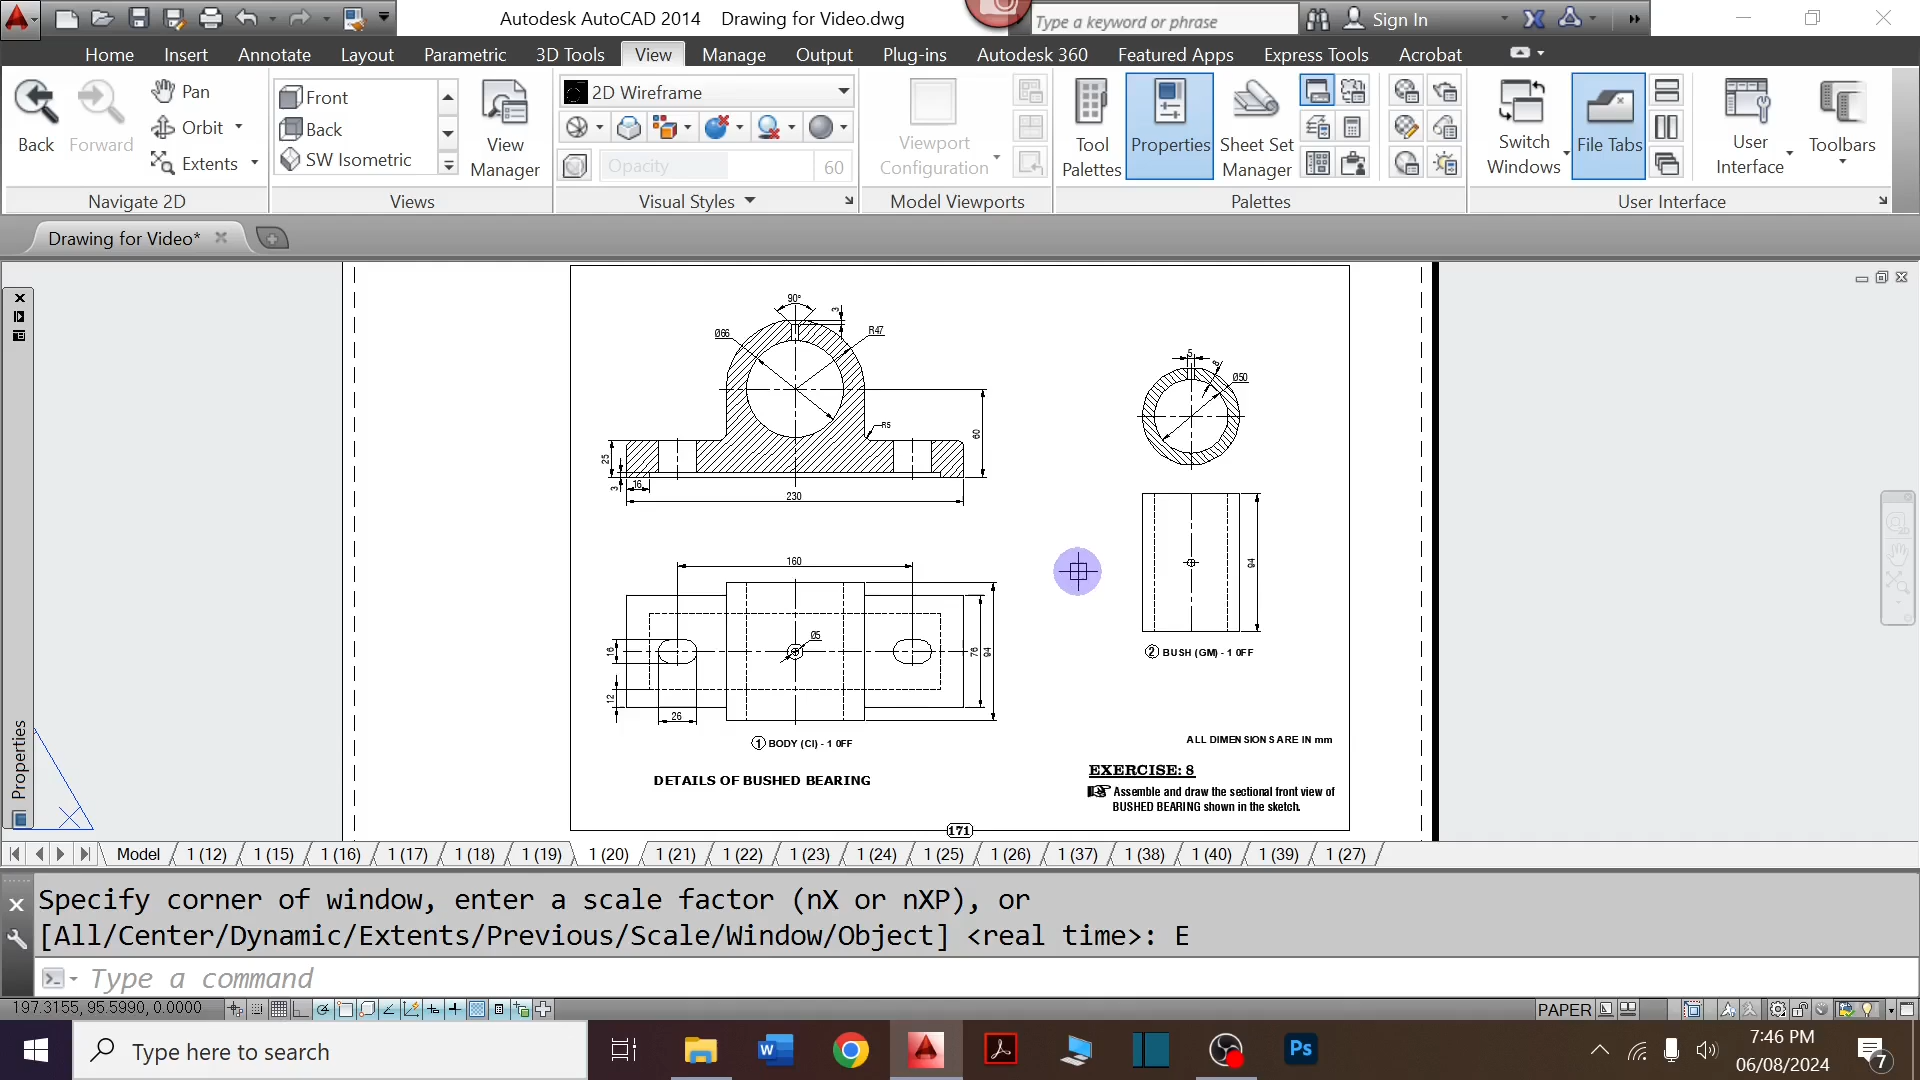 Autodesk AutoCAD 2014 Drawing for Video.dwg
Type a keyword or phrase
Sign In
Home Insert Annotate Layout Parametric 3D Tools View Manage Output Plug-ins Autodesk 360 Featured Apps Express Tools Acrobat
Back
Forward
Pan
Orbit
Extents
Navigate 2D
Front
Back
SW Isometric
View
Manager
Views
2D Wireframe
Opacity 60
Visual Styles
Viewport
Configuration
Model Viewports
Tool
Palettes
Properties
Sheet Set
Manager
Palettes
Switch
Windows
File Tabs
User
Interface
Toolbars
User Interface
Drawing for Video*
Properties
90°
3
Ø66
R47
R5
60
25
3
16
230
5
8
Ø50
94
② BUSH (GM) - 1 0FF
160
Ø5
16
12
26
76
94
① BODY (CI) - 1 0FF
DETAILS OF BUSHED BEARING
ALL DIMENSIONS ARE IN mm
EXERCISE: 8
Assemble and draw the sectional front view of
BUSHED BEARING shown in the sketch.
171
Model 1 (12) 1 (15) 1 (16) 1 (17) 1 (18) 1 (19) 1 (20) 1 (21) 1 (22) 1 (23) 1 (24) 1 (25) 1 (26) 1 (37) 1 (38) 1 (40) 1 (39) 1 (27)
Specify corner of window, enter a scale factor (nX or nXP), or
[All/Center/Dynamic/Extents/Previous/Scale/Window/Object] <real time>: E
Type a command
197.3155, 95.5990, 0.0000
PAPER
Type here to search
7:46 PM
06/08/2024
7